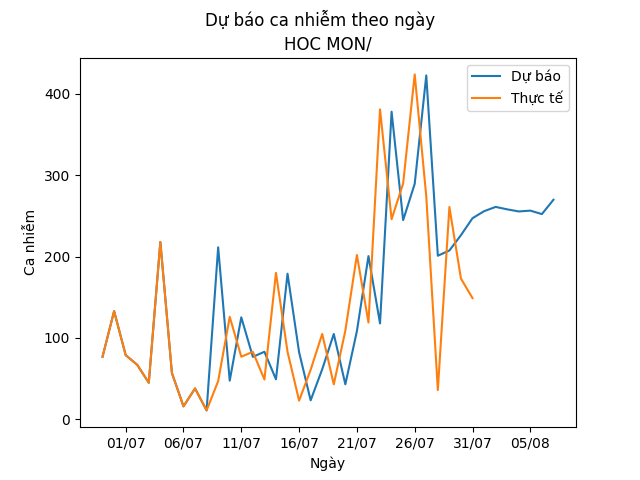 Dự báo ca nhiễm theo ngày
HOC MON/
Dự báo
Thực tế
400
300
200
100
0
Ca nhiễm
01/07 06/07 11/07 16/07 21/07 26/07 31/07 05/08
Ngày